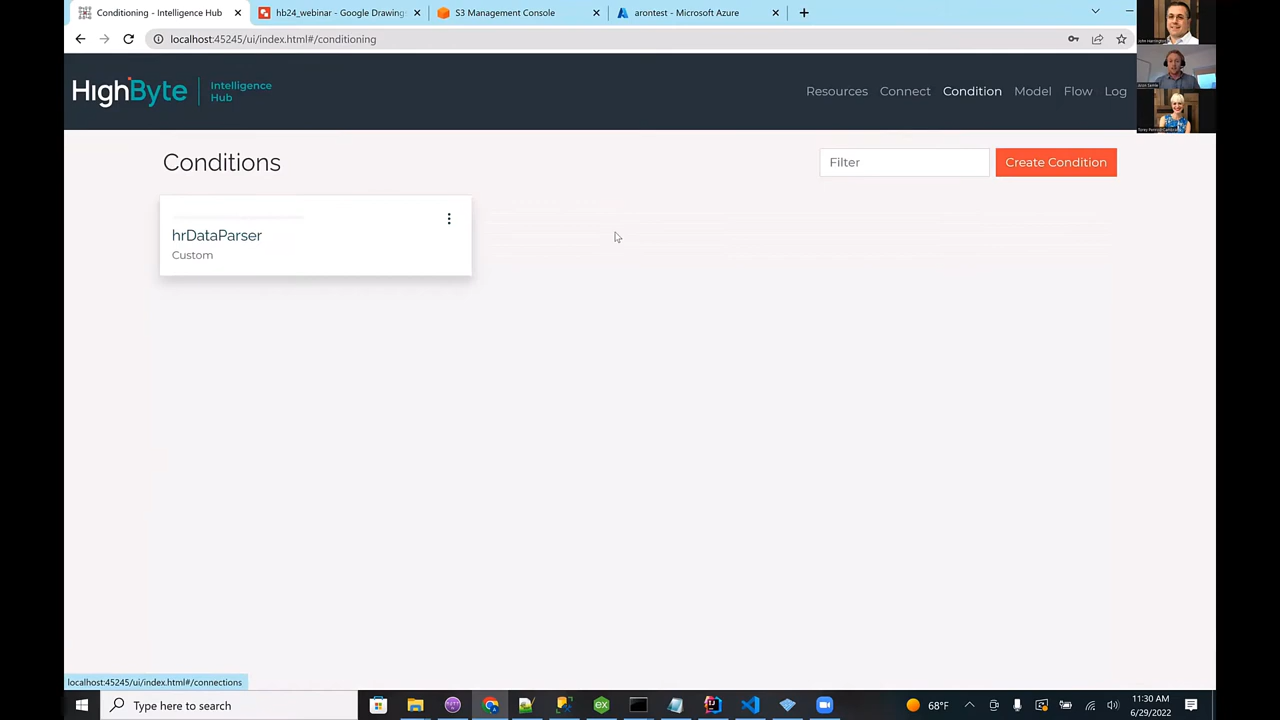 Conditioning - Intelligence Hub
hb24_webinar - Google Drawing
S3 Management Console
arontest - Microsoft Azure
localhost:45245/ui/index.html#/conditioning
HighByte
Intelligence
Hub
Resources
Connect
Condition
Model
Flow
Log
Conditions
Filter
Create Condition
hrDataParser
Custom
localhost:45245/ui/index.html#/connections
Type here to search
68°F
11:30 AM
6/29/2022